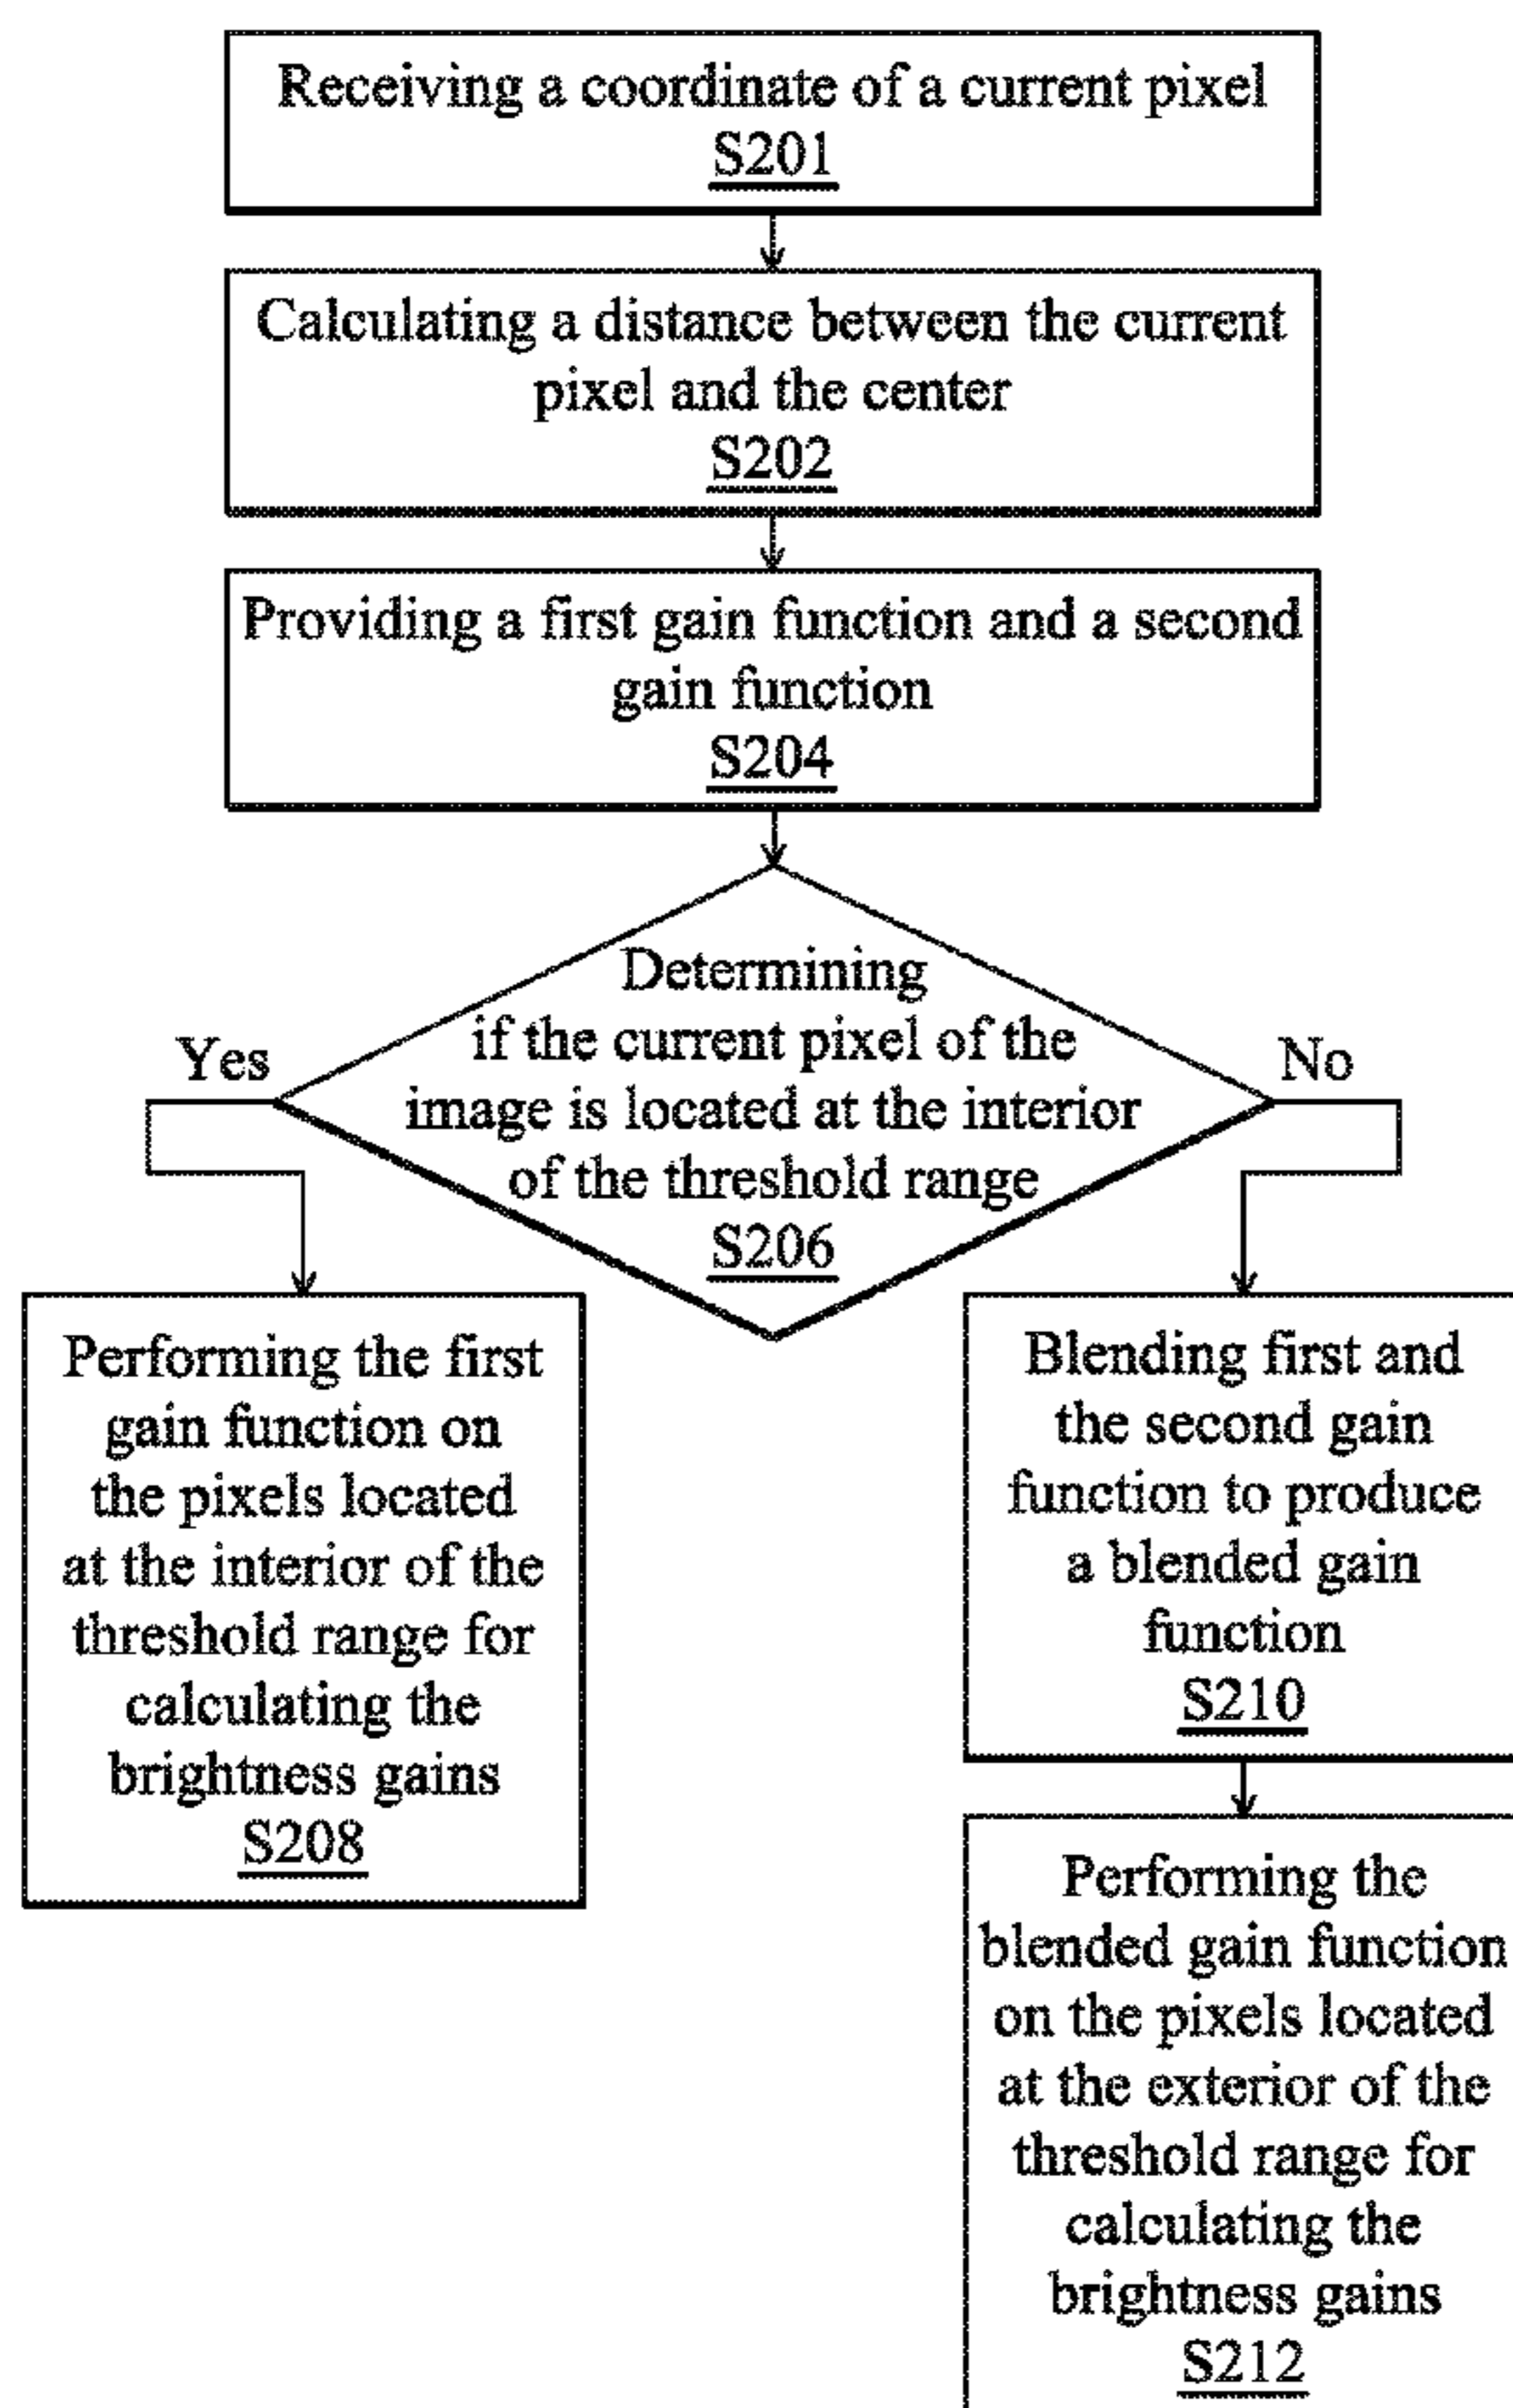 Receiving a coordinate of a current pixel
S201
Calculating a distance between the current
pixel and the center
S202
Providing a first gain function and a second
gain function
S204
Determining
if the current pixel of the
image is located at the interior
of the threshold range
S206
Yes
No
Performing the first
gain function on
the pixels located
at the interior of the
threshold range for
calculating the
brightness gains
S208
Blending first and
the second gain
function to produce
a blended gain
function
S210
Performing the
blended gain function
on the pixels located
at the exterior of the
threshold range for
calculating the
brightness gains
S212